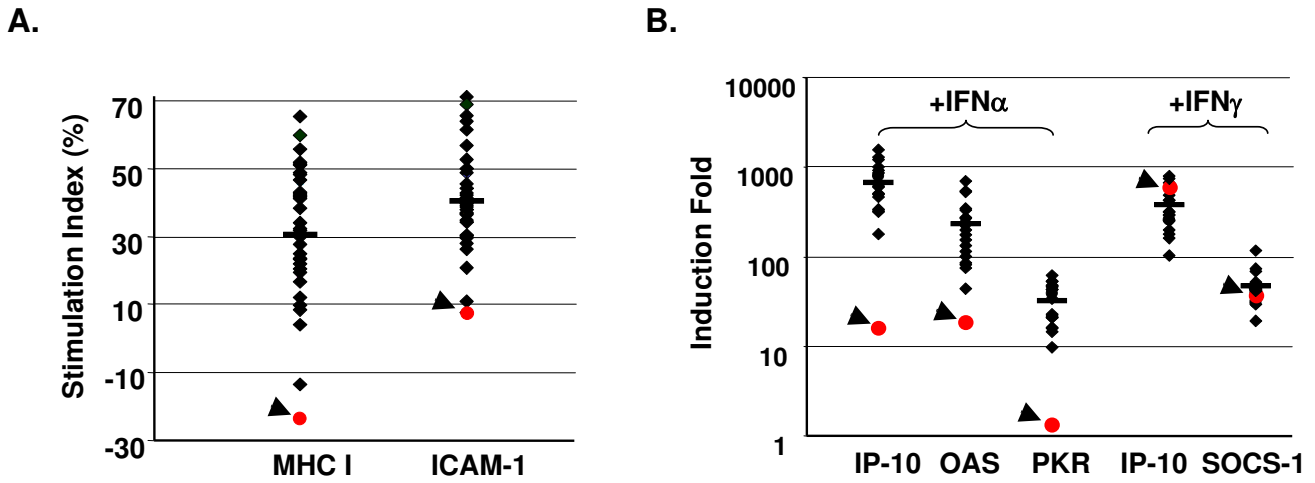 A.
Stimulation Index (%)
70
50
30
10
-10
-30
MHC I
ICAM-1
B.
Induction Fold
10000
1000
100
10
1
+IFNα
+IFNγ
IP-10
OAS
PKR
IP-10
SOCS-1